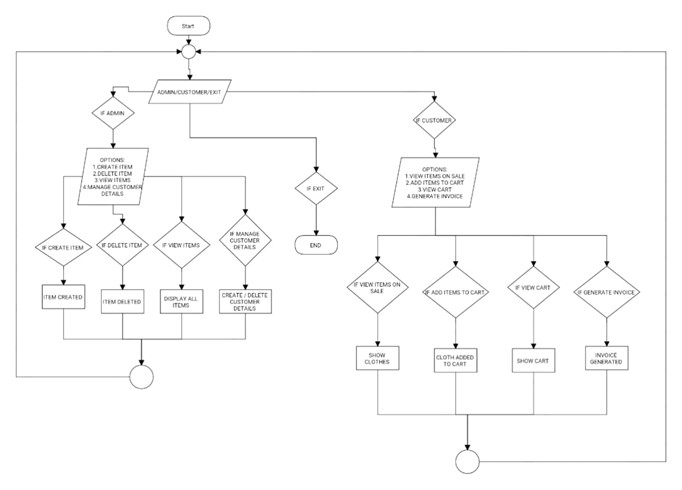 Start
ADMIN/CUSTOMER/EXIT
IF ADMIN
IF CUSTOMER
OPTIONS:
1.CREATE ITEM
2.DELETE ITEM
3 VIEW ITEMS
4.MANAGE CUSTOMER
DETAILS
OPTIONS:
1 VIEW ITEMS ON SALE
2.ADD ITEMS TO CART
3 VIEW CART
4.GENERATE INVOICE
IF EXIT
END
IF CREATE ITEM
IF DELETE ITEM
IF VIEW ITEMS
IF MANAGE
CUSTOMER
DETAILS
ITEM CREATED
ITEM DELETED
DISPLAY ALL
ITEMS
CREATE / DELETE
CUSTOMER
DETAILS
IF VIEW ITEMS ON
SALE
IF ADD ITEMS TO CART
IF VIEW CART
IF GENERATE INVOICE
SHOW
CLOTHES
CLOTH ADDED
TO CART
SHOW CART
INVOICE
GENERATED